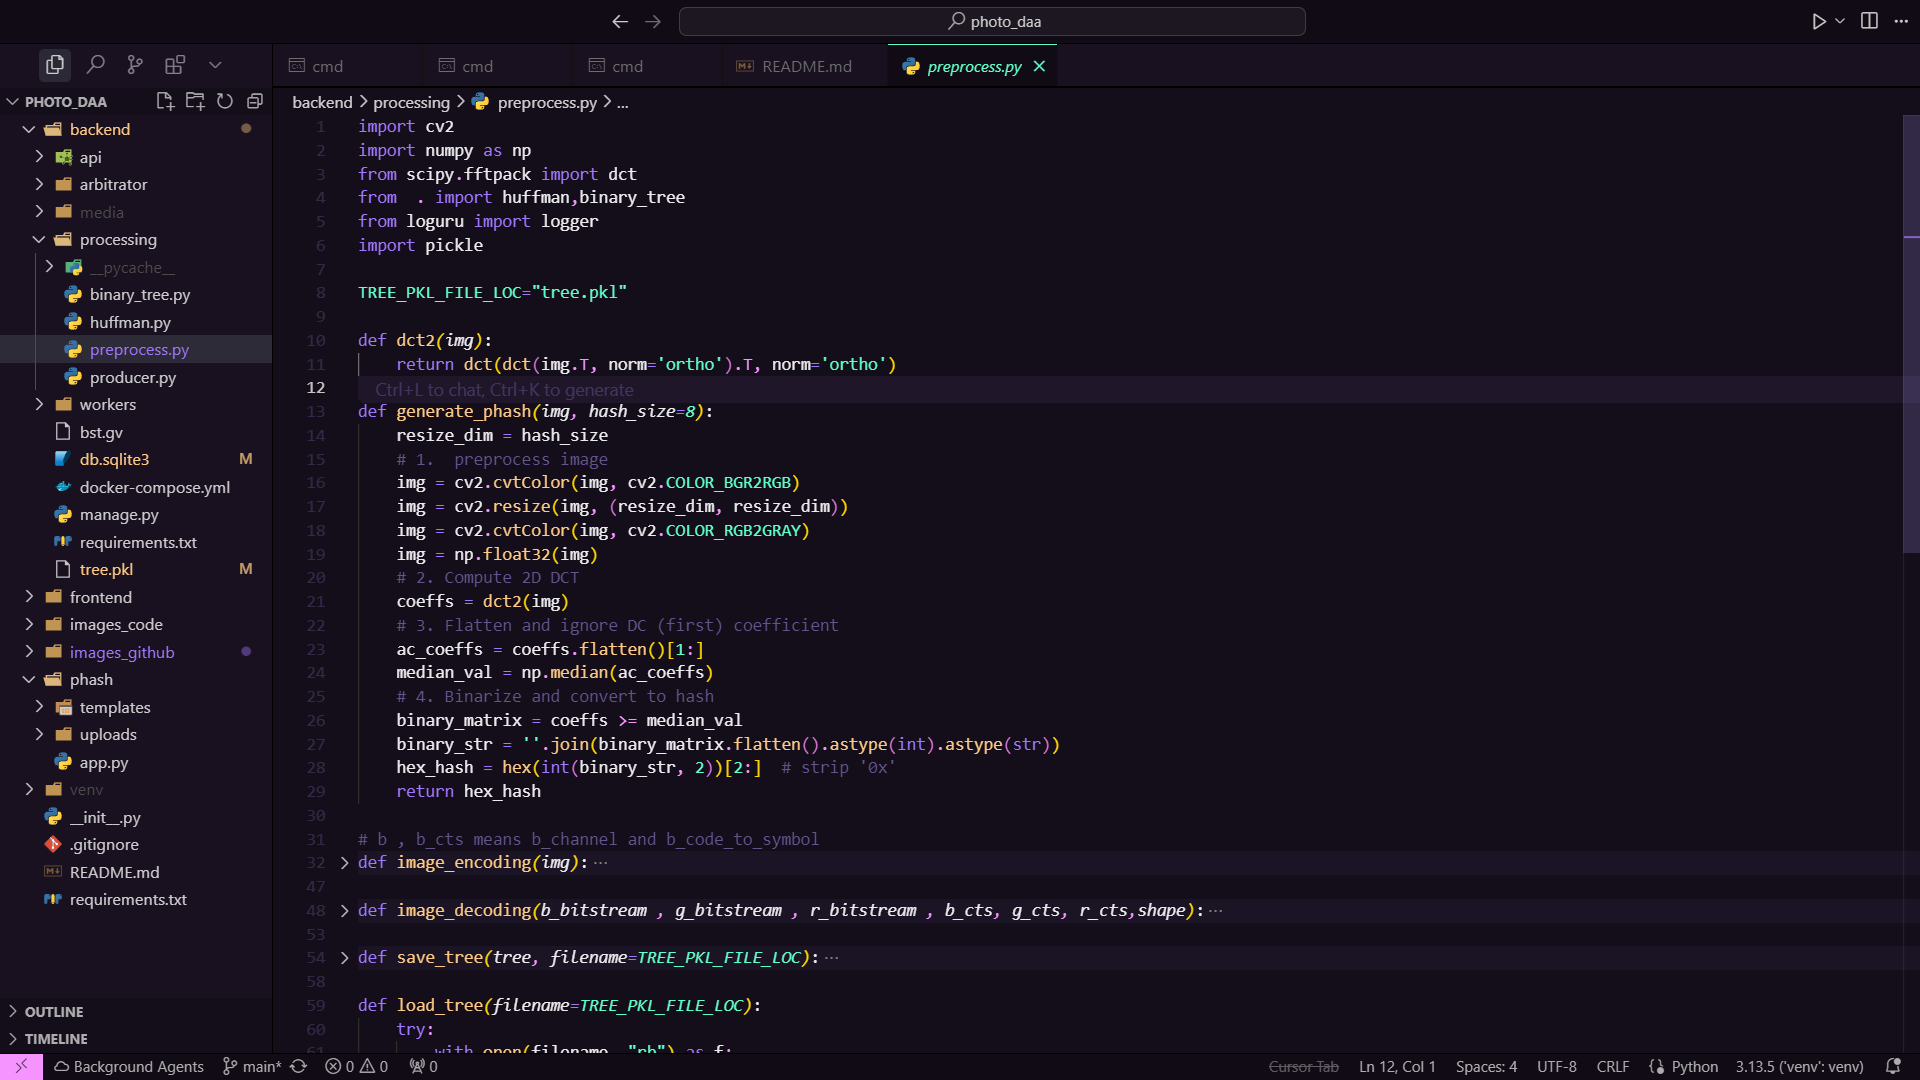 photo_daa
cmd
cmd
cmd
README.md
preprocess.py
PHOTO_DAA
backend
api
arbitrator
media
processing
__pycache__
binary_tree.py
huffman.py
preprocess.py
producer.py
workers
bst.gv
db.sqlite3 M
docker-compose.yml
manage.py
requirements.txt
tree.pkl M
frontend
images_code
images_github
phash
templates
uploads
app.py
venv
__init__.py
.gitignore
README.md
requirements.txt
OUTLINE
TIMELINE
backend > processing > preprocess.py > ...
1 import cv2
2 import numpy as np
3 from scipy.fftpack import dct
4 from  . import huffman,binary_tree
5 from loguru import logger
6 import pickle
7
8 TREE_PKL_FILE_LOC="tree.pkl"
9
10 def dct2(img):
11     return dct(dct(img.T, norm='ortho').T, norm='ortho')
12 Ctrl+L to chat, Ctrl+K to generate
13 def generate_phash(img, hash_size=8):
14     resize_dim = hash_size
15     # 1.  preprocess image
16     img = cv2.cvtColor(img, cv2.COLOR_BGR2RGB)
17     img = cv2.resize(img, (resize_dim, resize_dim))
18     img = cv2.cvtColor(img, cv2.COLOR_RGB2GRAY)
19     img = np.float32(img)
20     # 2. Compute 2D DCT
21     coeffs = dct2(img)
22     # 3. Flatten and ignore DC (first) coefficient
23     ac_coeffs = coeffs.flatten()[1:]
24     median_val = np.median(ac_coeffs)
25     # 4. Binarize and convert to hash
26     binary_matrix = coeffs >= median_val
27     binary_str = ''.join(binary_matrix.flatten().astype(int).astype(str))
28     hex_hash = hex(int(binary_str, 2))[2:]  # strip '0x'
29     return hex_hash
30
31 # b , b_cts means b_channel and b_code_to_symbol
32 def image_encoding(img): ...
47
48 def image_decoding(b_bitstream , g_bitstream , r_bitstream , b_cts, g_cts, r_cts,shape): ...
53
54 def save_tree(tree, filename=TREE_PKL_FILE_LOC): ...
58
59 def load_tree(filename=TREE_PKL_FILE_LOC):
60     try:
61         with open(filename, "rb") as f:
Background Agents main* 0 0 0 Cursor Tab Ln 12, Col 1 Spaces: 4 UTF-8 CRLF Python 3.13.5 ('venv': venv)